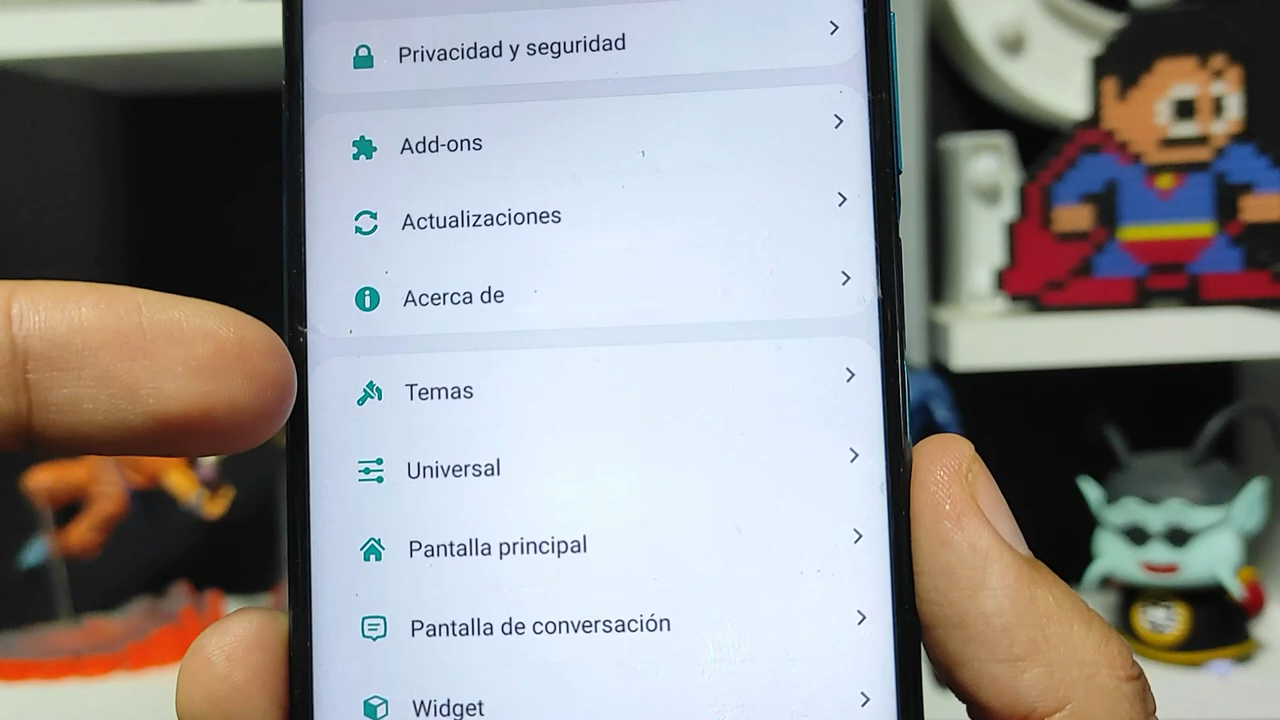 Privacidad y seguridad
Add-ons
Actualizaciones
Acerca de
Temas
Universal
Pantalla principal
Pantalla de conversación
Widget